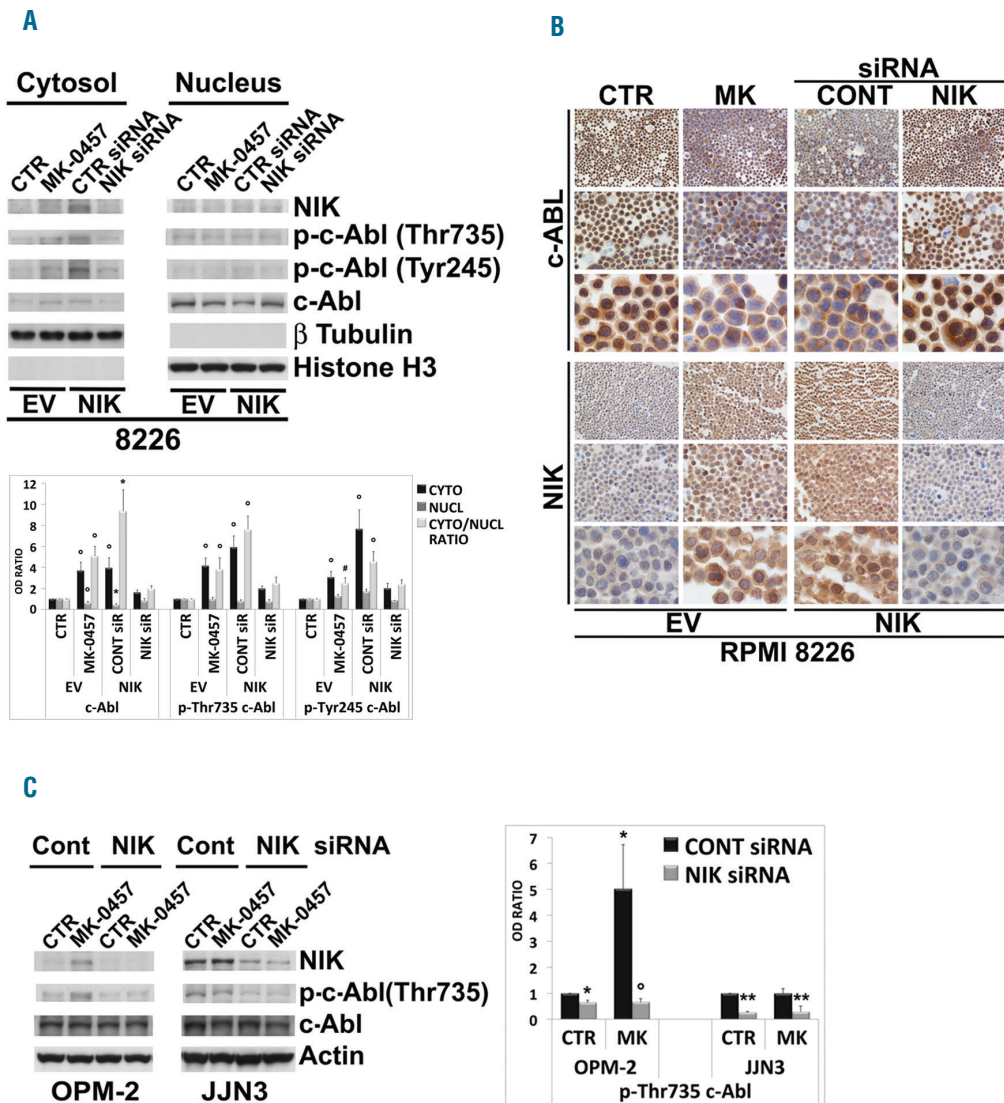 A
Cytosol Nucleus
CTR MK-0457 CTR siRNA NIK siRNA CTR MK-0457 CTR siRNA NIK siRNA
NIK
p-c-Abl (Thr735)
p-c-Abl (Tyr245)
c-Abl
β Tubulin
Histone H3
EV NIK EV NIK
8226
12
10
8
6
4
2
0
OD RATIO
* ° ° ° ° * ° ° ° ° ° # ° °
CYTO
NUCL
CYTO/NUCL
RATIO
CTR MK-0457 CONT siR NIK siR CTR MK-0457 CONT siR NIK siR CTR MK-0457 CONT siR NIK siR
EV NIK EV NIK EV NIK
c-Abl p-Thr735 c-Abl p-Tyr245 c-Abl
B
siRNA
CTR MK CONT NIK
c-ABL
NIK
EV NIK
RPMI 8226
C
Cont NIK Cont NIK siRNA
CTR MK-0457 CTR MK-0457 CTR MK-0457 CTR MK-0457
NIK
p-c-Abl(Thr735)
c-Abl
Actin
OPM-2 JJN3
7
6
5
4
3
2
1
0
OD RATIO
CONT siRNA
NIK siRNA
* * ° ** **
CTR MK CTR MK
OPM-2 JJN3
p-Thr735 c-Abl